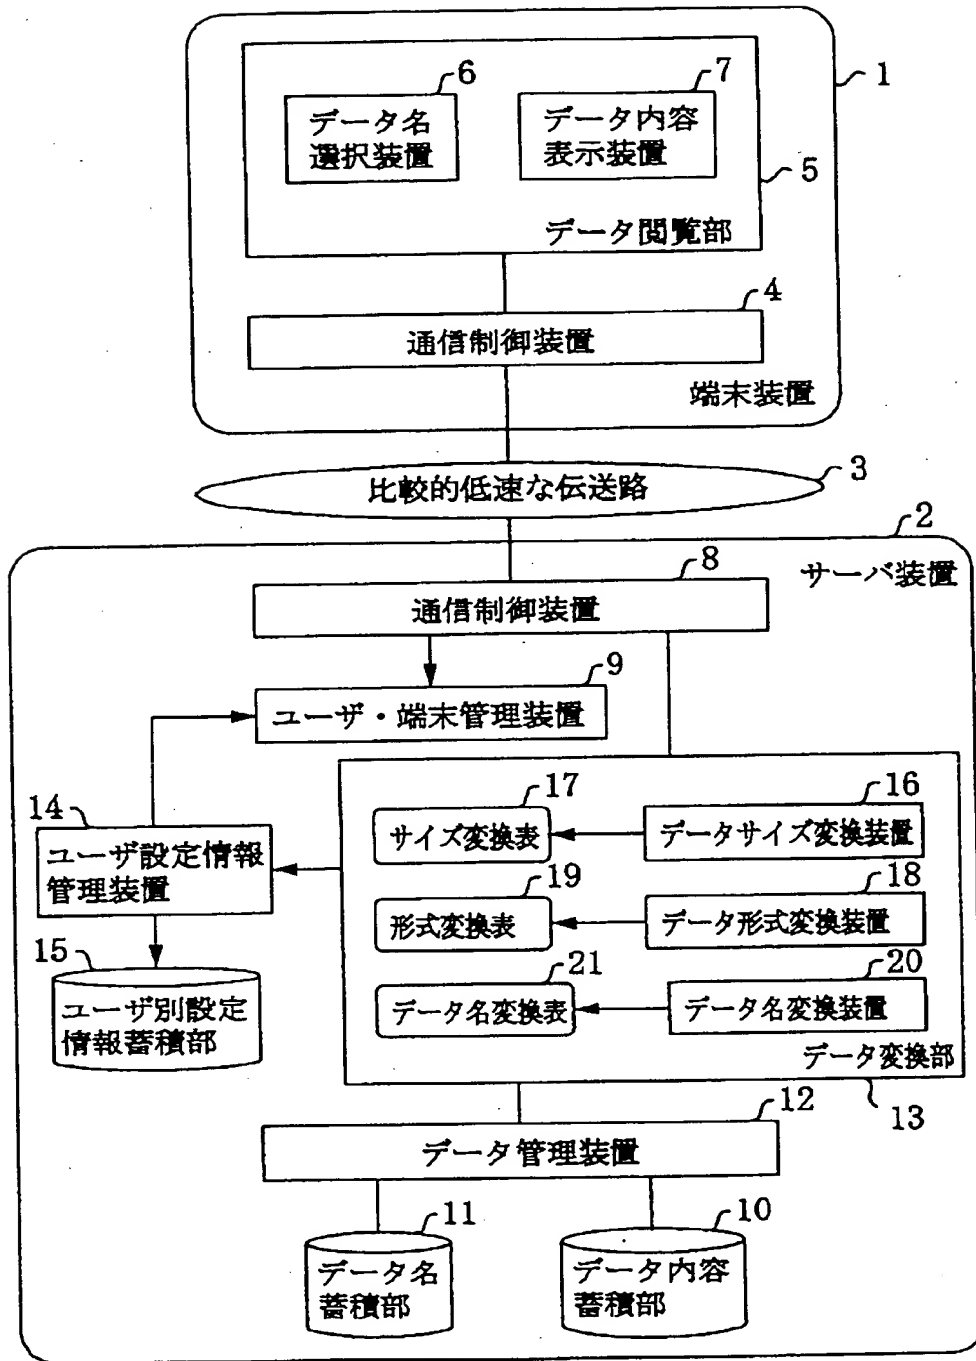 6
データ名
選択装置
7
データ内容
表示装置
1
5
データ閲覧部
4
通信制御装置
端末装置
比較的低速な伝送路
3
2
サーバ装置
8
通信制御装置
9
ユーザ・端末管理装置
14
ユーザ設定情報
管理装置
15
ユーザ別設定
情報蓄積部
17
サイズ変換表
16
データサイズ変換装置
19
形式変換表
18
データ形式変換装置
21
データ名変換表
20
データ名変換装置
データ変換部
13
12
データ管理装置
11
データ名
蓄積部
10
データ内容
蓄積部